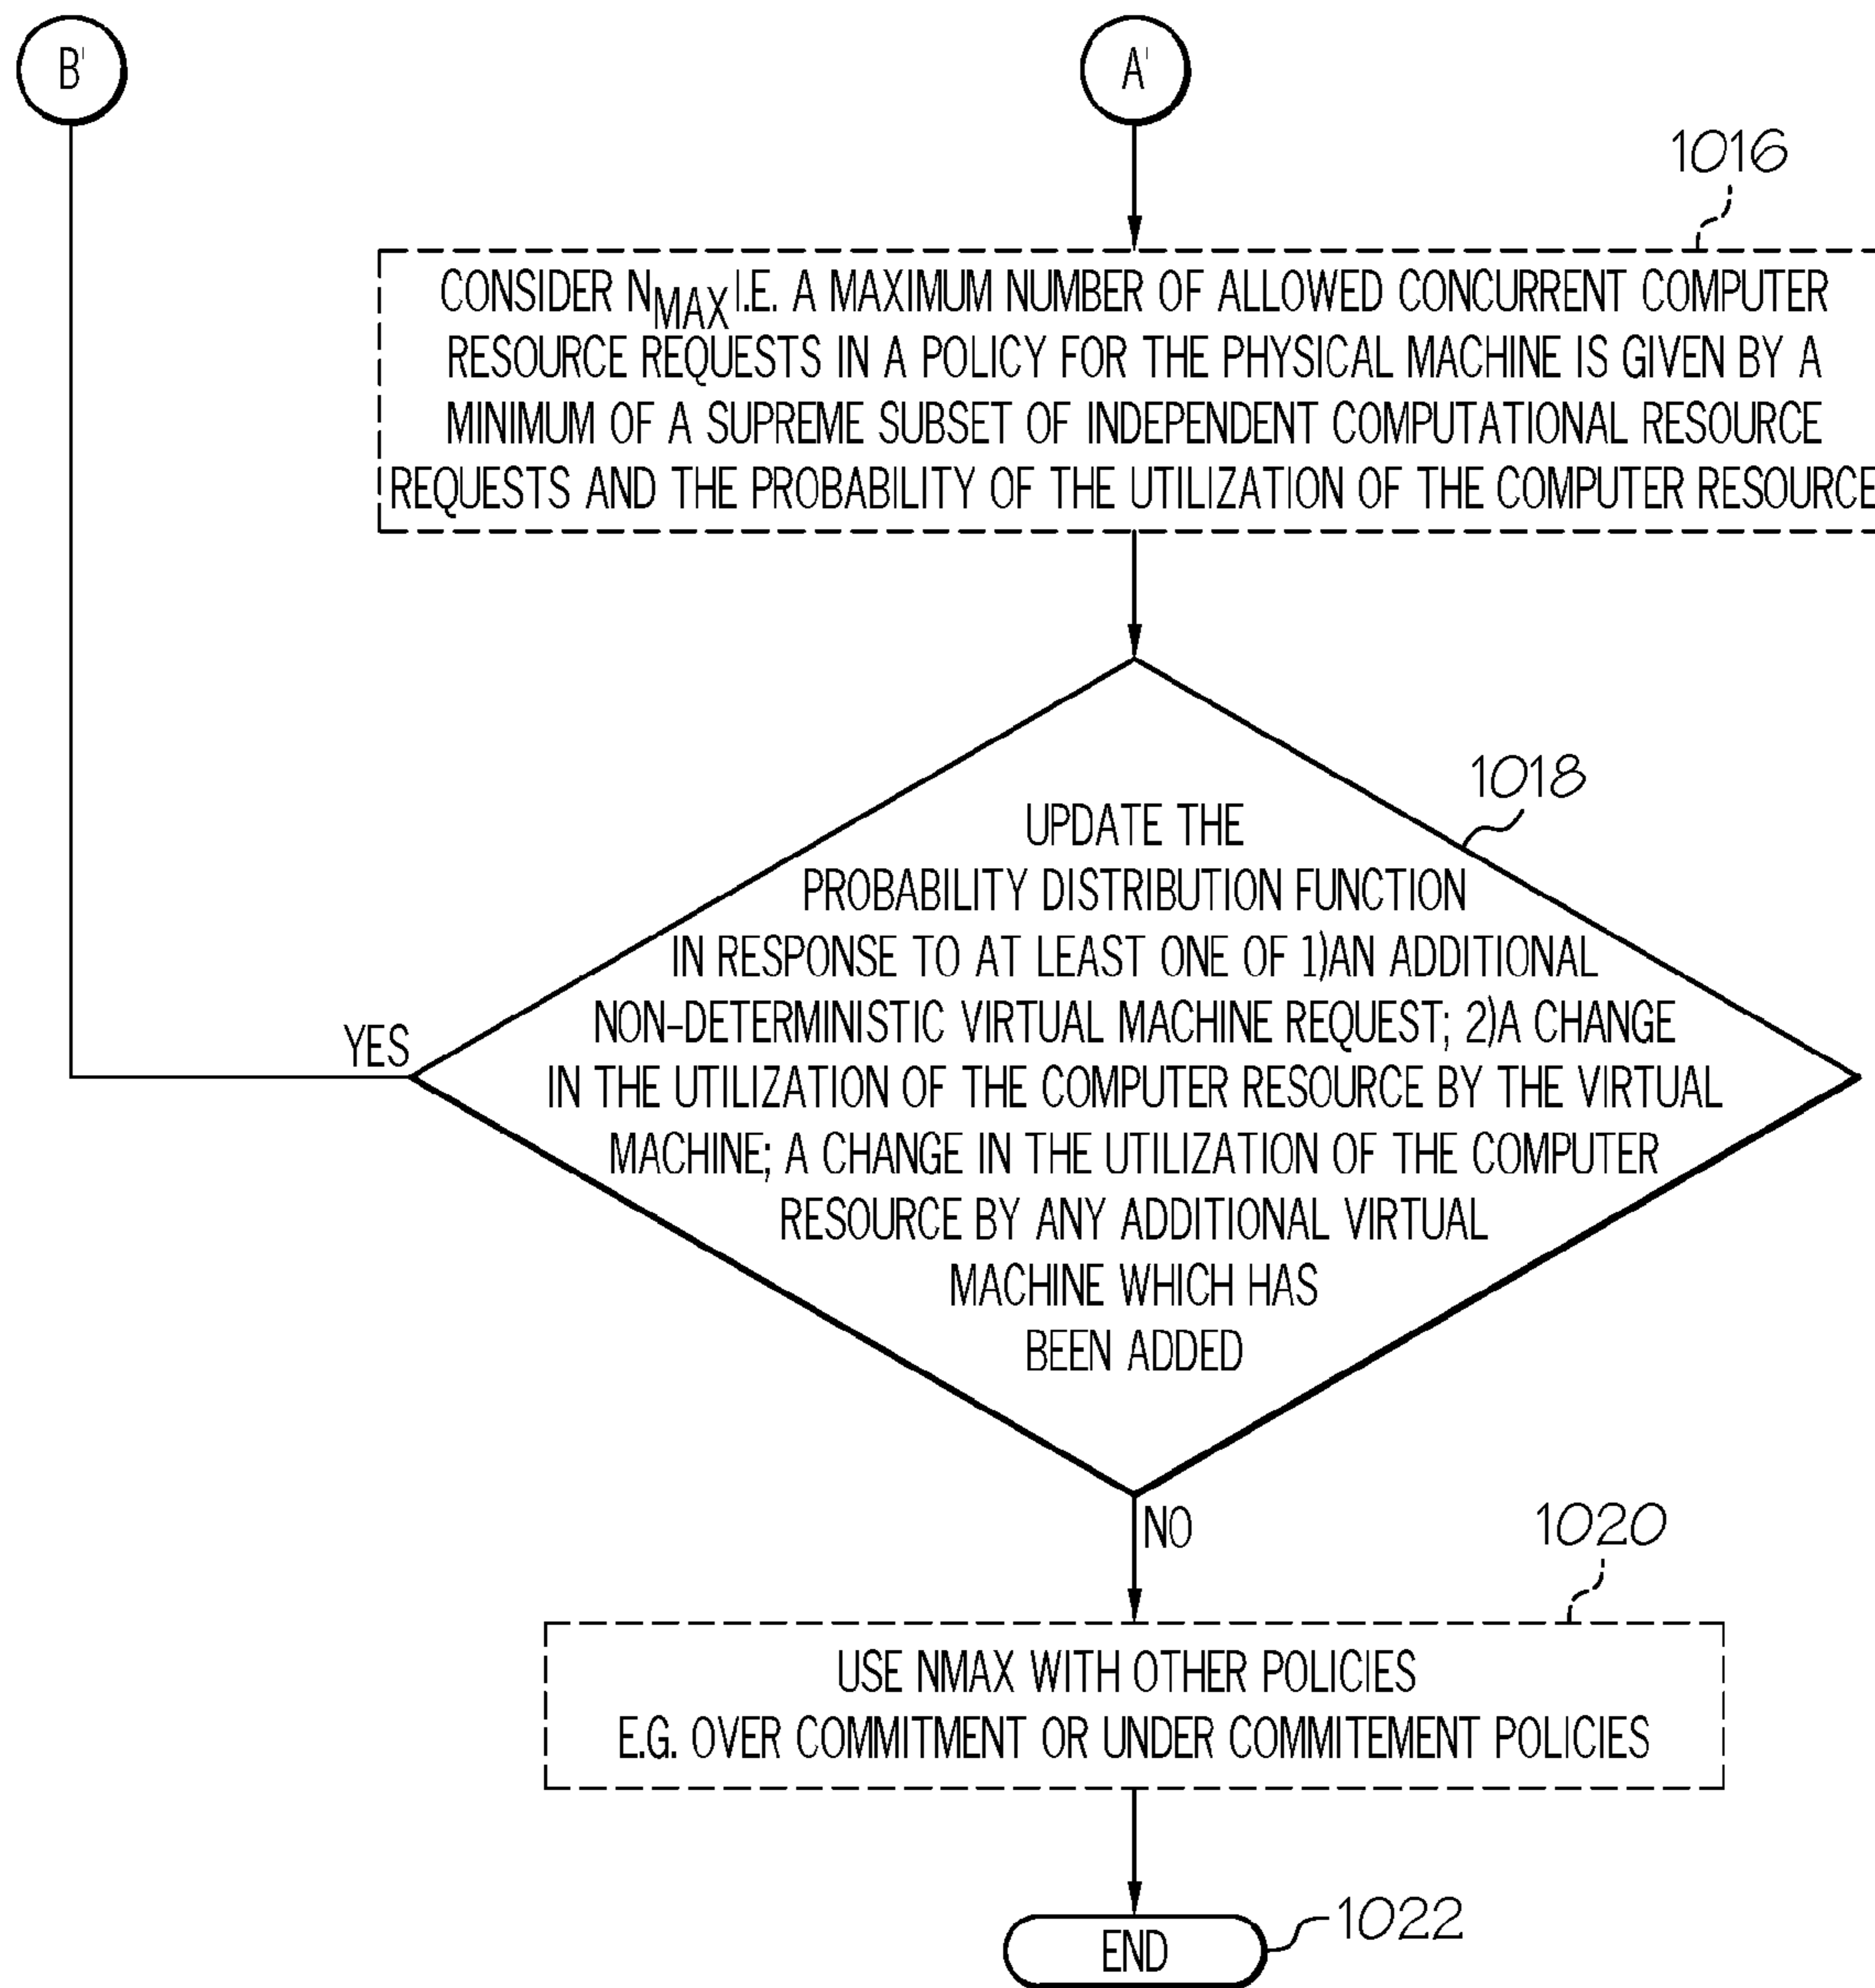 B'
A'
1016
CONSIDER NMAX I.E. A MAXIMUM NUMBER OF ALLOWED CONCURRENT COMPUTER
RESOURCE REQUESTS IN A POLICY FOR THE PHYSICAL MACHINE IS GIVEN BY A
MINIMUM OF A SUPREME SUBSET OF INDEPENDENT COMPUTATIONAL RESOURCE
REQUESTS AND THE PROBABILITY OF THE UTILIZATION OF THE COMPUTER RESOURCE
1018
UPDATE THE
PROBABILITY DISTRIBUTION FUNCTION
IN RESPONSE TO AT LEAST ONE OF 1)AN ADDITIONAL
NON-DETERMINISTIC VIRTUAL MACHINE REQUEST; 2)A CHANGE
IN THE UTILIZATION OF THE COMPUTER RESOURCE BY THE VIRTUAL
MACHINE; A CHANGE IN THE UTILIZATION OF THE COMPUTER
RESOURCE BY ANY ADDITIONAL VIRTUAL
MACHINE WHICH HAS
BEEN ADDED
YES
NO
1020
USE NMAX WITH OTHER POLICIES
E.G. OVER COMMITMENT OR UNDER COMMITEMENT POLICIES
END
1022